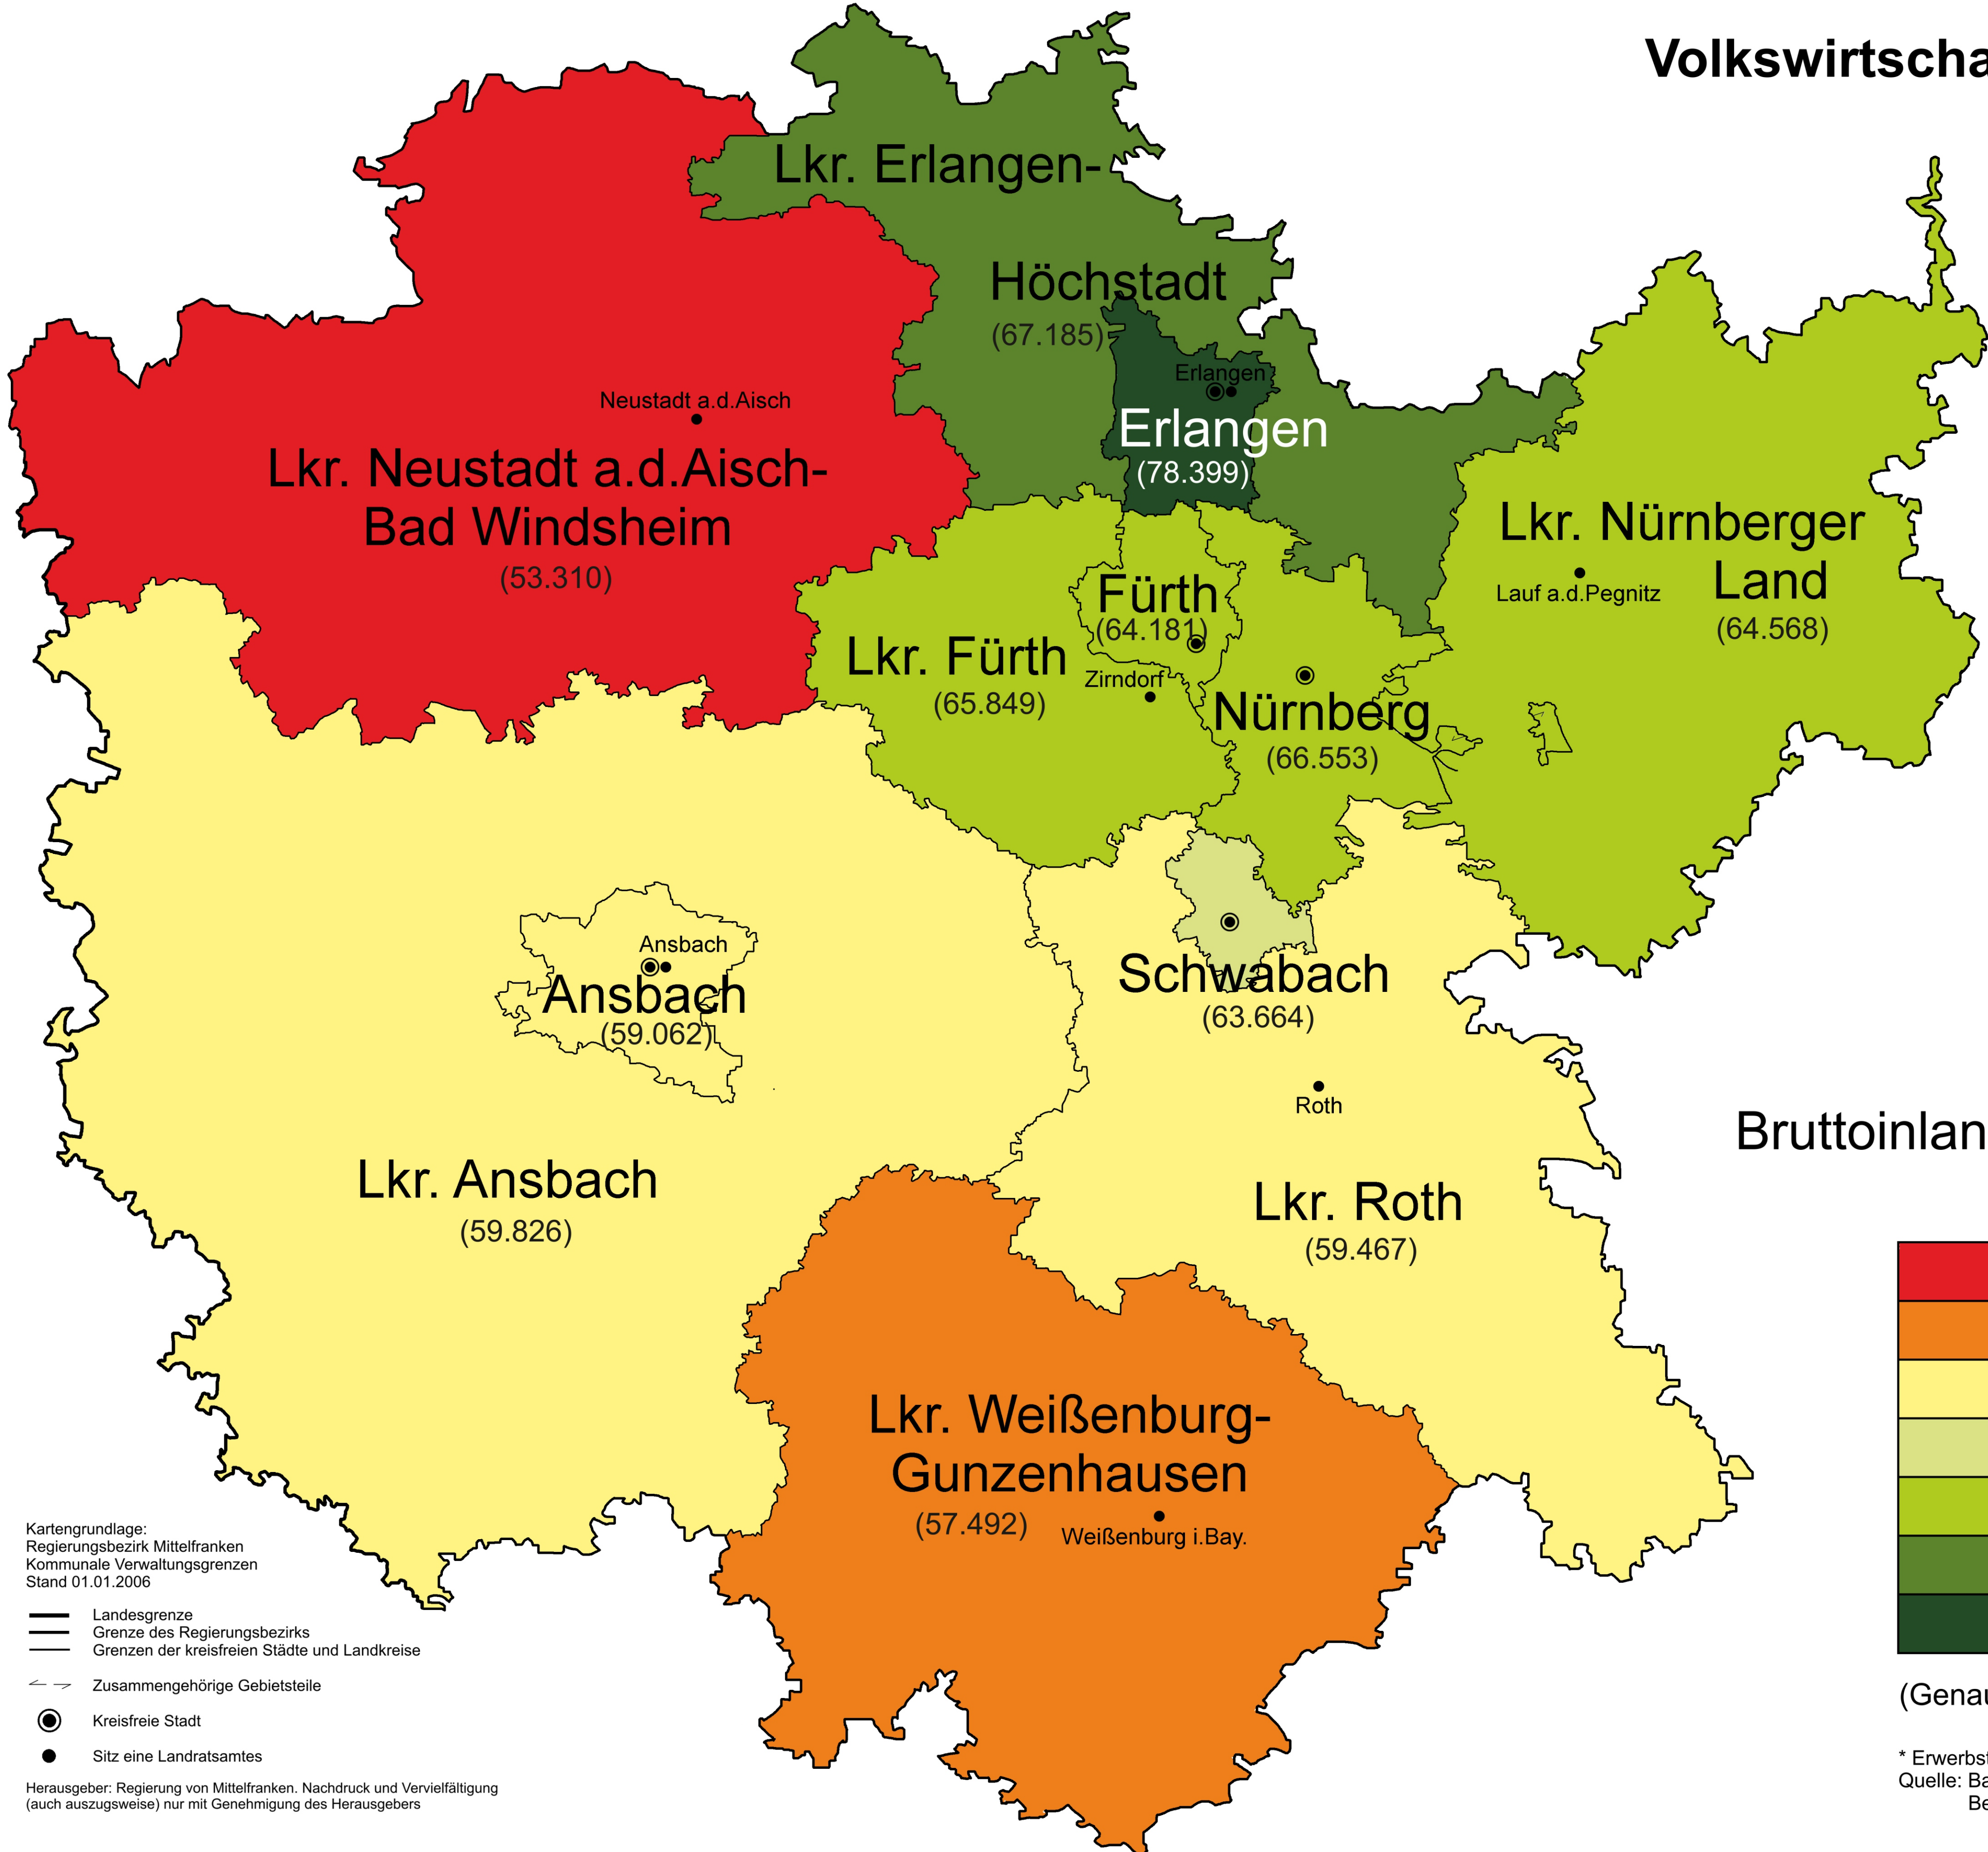 Volkswirtscha
Lkr. Erlangen-
Höchstadt
(67.185)
Erlangen
Erlangen
(78.399)
Neustadt a.d.Aisch
Lkr. Neustadt a.d.Aisch-
Bad Windsheim
(53.310)
Lkr. Nürnberger
Land
(64.568)
Lauf a.d.Pegnitz
Fürth
(64.181)
Lkr. Fürth
(65.849)
Zirndorf
Nürnberg
(66.553)
Ansbach
Ansbach
(59.062)
Schwabach
(63.664)
Roth
Lkr. Ansbach
(59.826)
Lkr. Roth
(59.467)
Bruttoinlan
Lkr. Weißenburg-
Gunzenhausen
(57.492)
Weißenburg i.Bay.
Kartengrundlage:
Regierungsbezirk Mittelfranken
Kommunale Verwaltungsgrenzen
Stand 01.01.2006
Landesgrenze
Grenze des Regierungsbezirks
Grenzen der kreisfreien Städte und Landkreise
Zusammengehörige Gebietsteile
Kreisfreie Stadt
Sitz eine Landratsamtes
Herausgeber: Regierung von Mittelfranken. Nachdruck und Vervielfältigung
(auch auszugsweise) nur mit Genehmigung des Herausgebers
(Genau
* Erwerbst
Quelle: Ba
Be